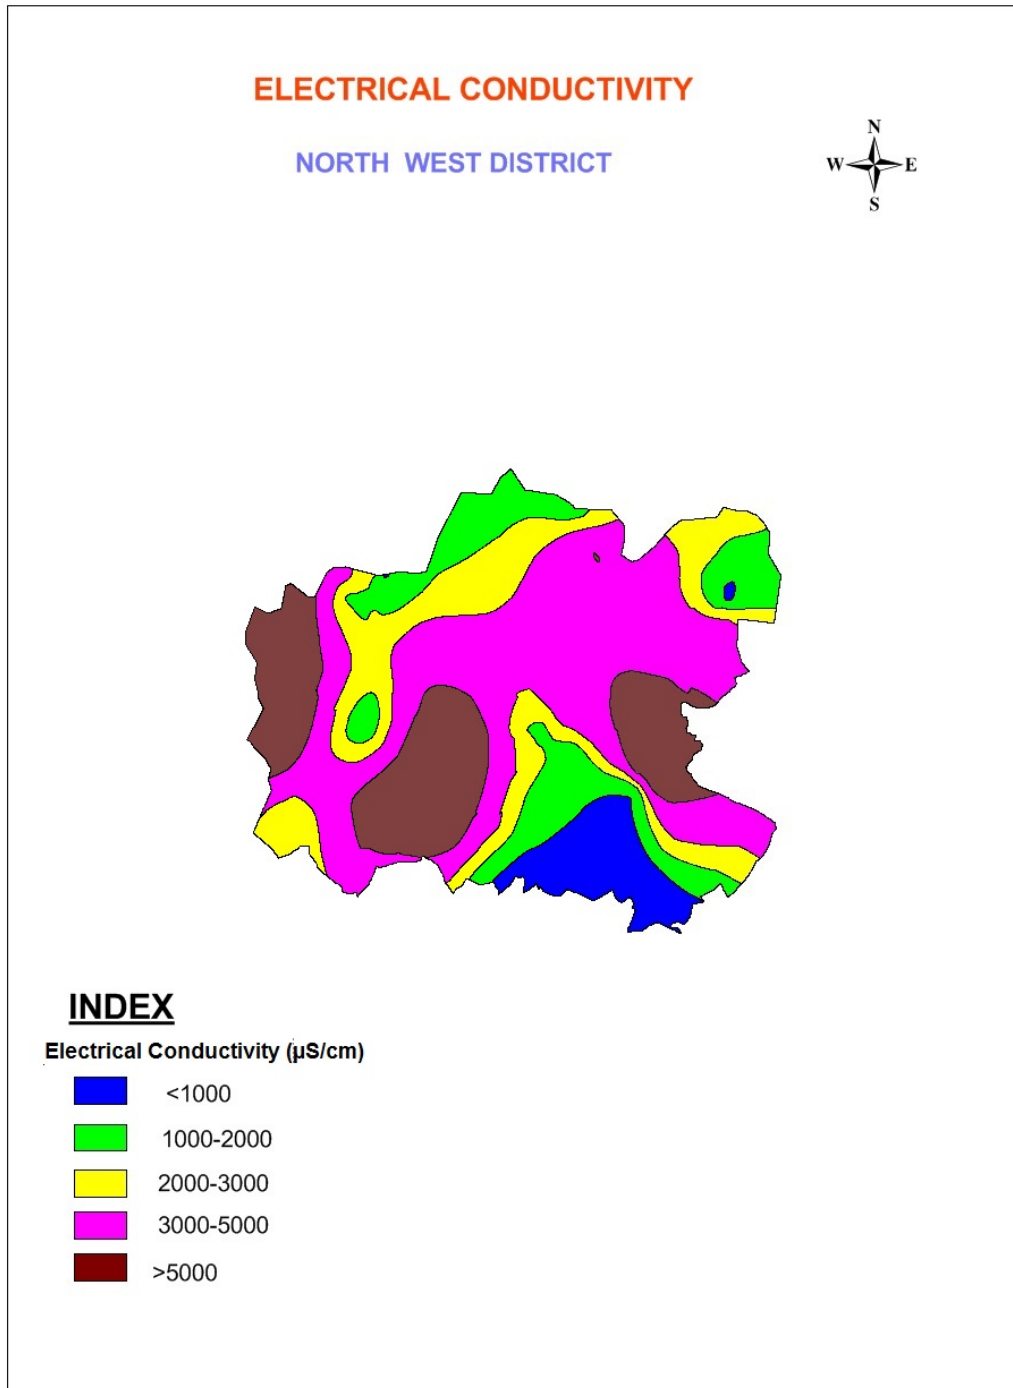 ELECTRICAL CONDUCTIVITY
NORTH WEST DISTRICT
N
W E
S
INDEX
Electrical Conductivity (µS/cm)
<1000
1000-2000
2000-3000
3000-5000
>5000